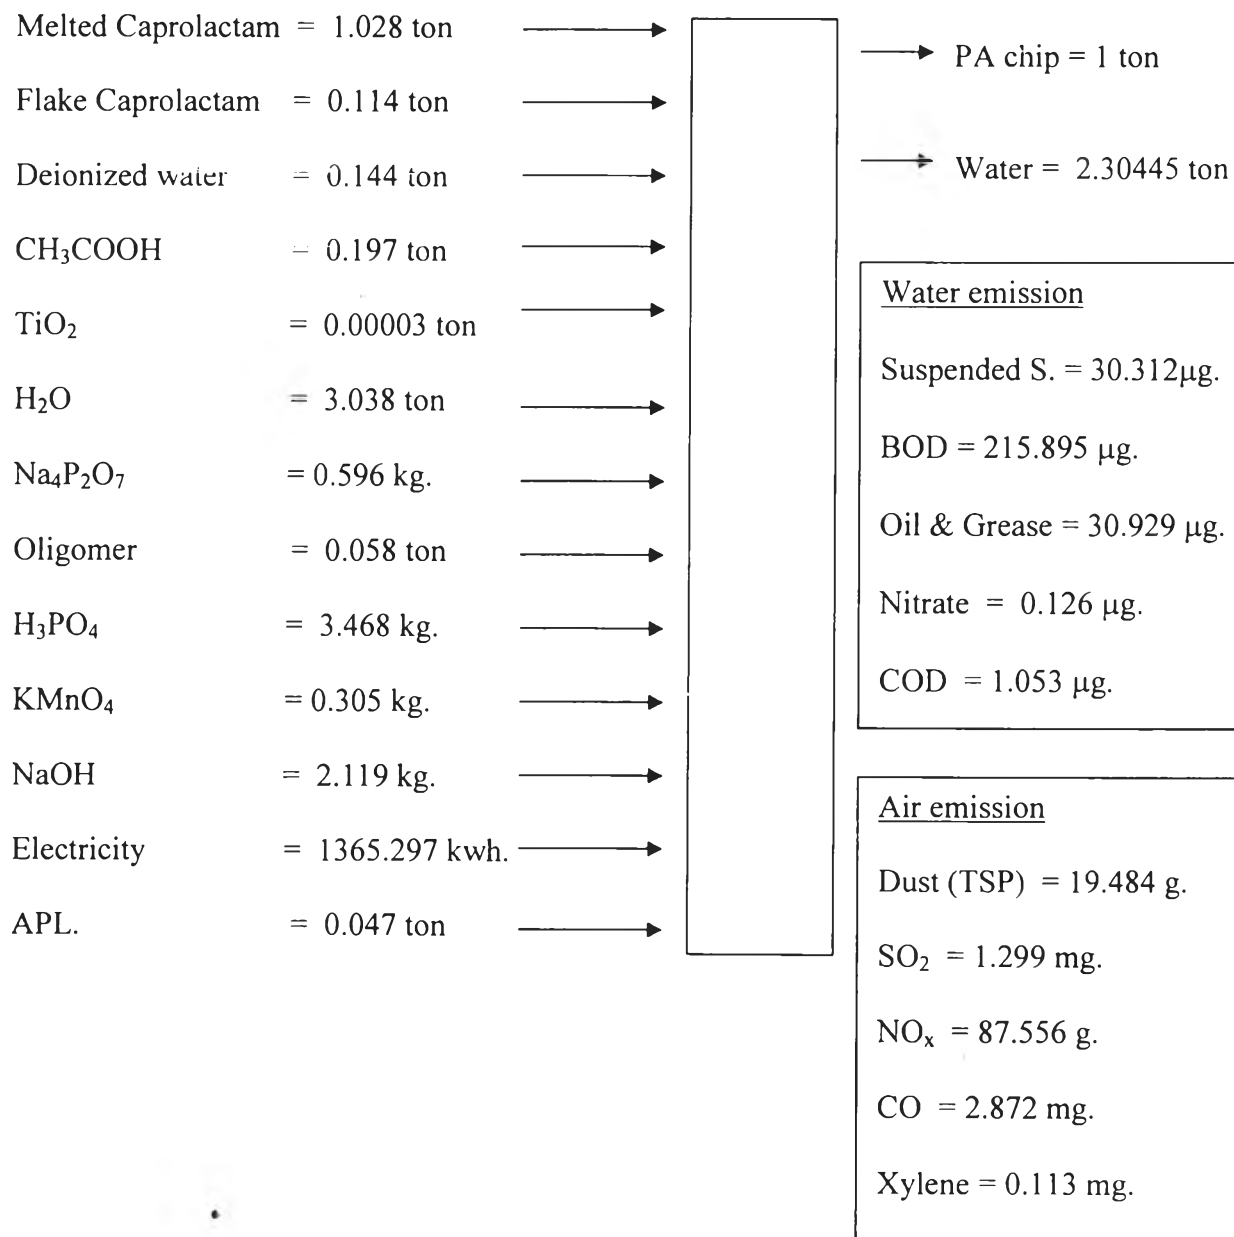 Melted Caprolactam = 1.028 ton
Flake Caprolactam = 0.114 ton
Deionized water = 0.144 ton
CH₃COOH = 0.197 ton
TiO₂ = 0.00003 ton
H₂O = 3.038 ton
Na₄P₂O₇ = 0.596 kg.
Oligomer = 0.058 ton
H₃PO₄ = 3.468 kg.
KMnO₄ = 0.305 kg.
NaOH = 2.119 kg.
Electricity = 1365.297 kwh.
APL. = 0.047 ton
PA chip = 1 ton
Water = 2.30445 ton
Water emission
Suspended S. = 30.312µg.
BOD = 215.895 µg.
Oil & Grease = 30.929 µg.
Nitrate = 0.126 µg.
COD = 1.053 µg.
Air emission
Dust (TSP) = 19.484 g.
SO₂ = 1.299 mg.
NOₓ = 87.556 g.
CO = 2.872 mg.
Xylene = 0.113 mg.